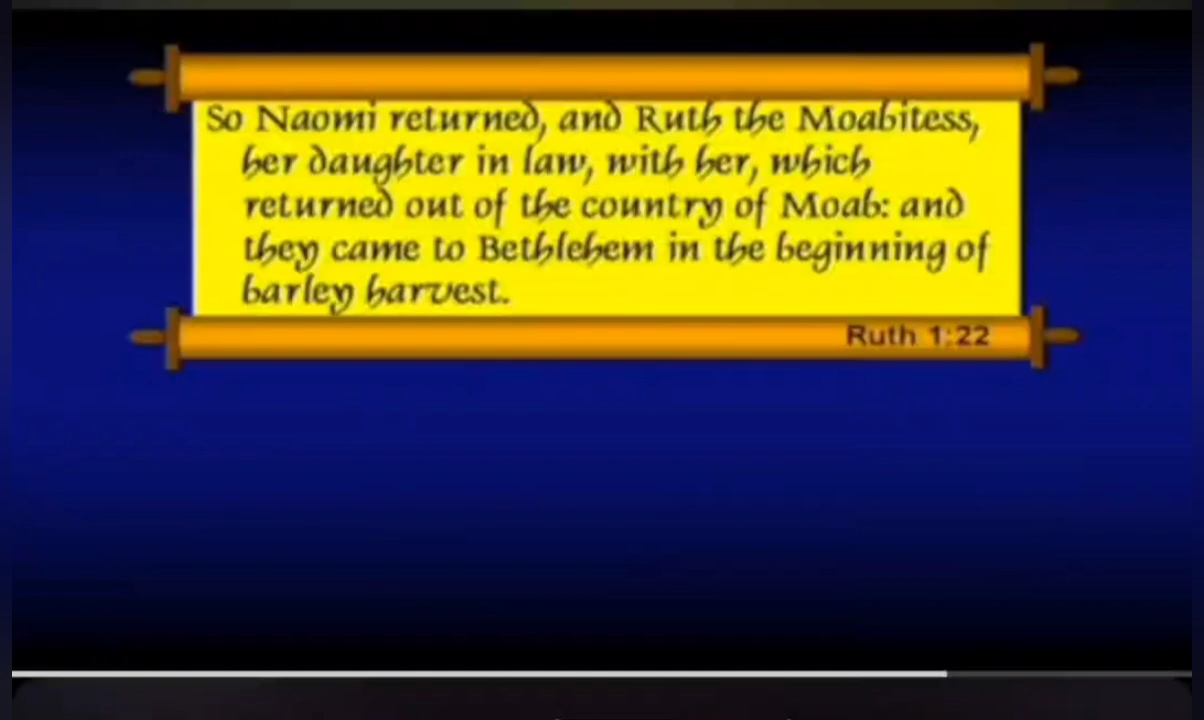 So Naomi returned, and Ruth the Moabitess,
her daughter in law, with her, which
returned out of the country of Moab: and
they came to Bethlehem in the beginning of
barley harvest.
Ruth 1:22